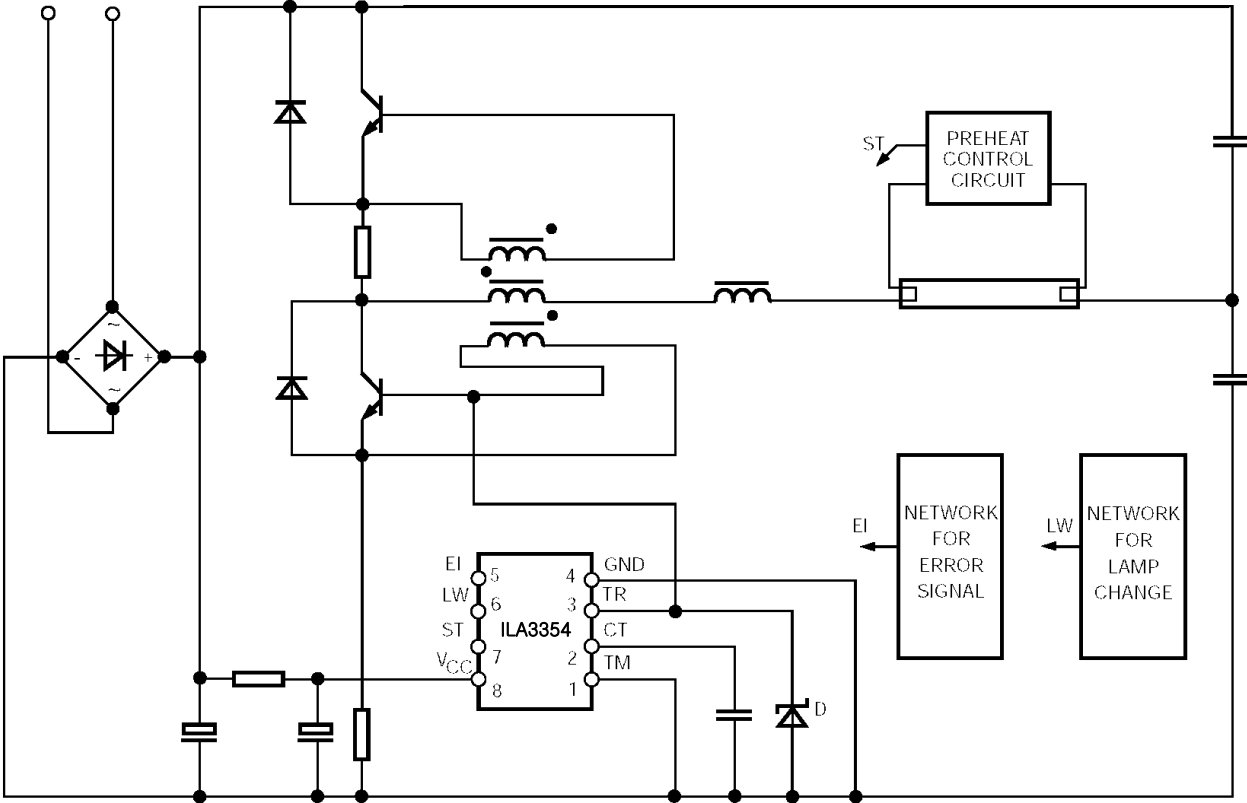 ST
PREHEAT
CONTROL
CIRCUIT
~
- +
~
EI
NETWORK
FOR
ERROR
SIGNAL
LW
NETWORK
FOR
LAMP
CHANGE
EI 5 4 GND
LW 6 3 TR
ST ILA3354 CT
7 2
VCC TM
8 1
D